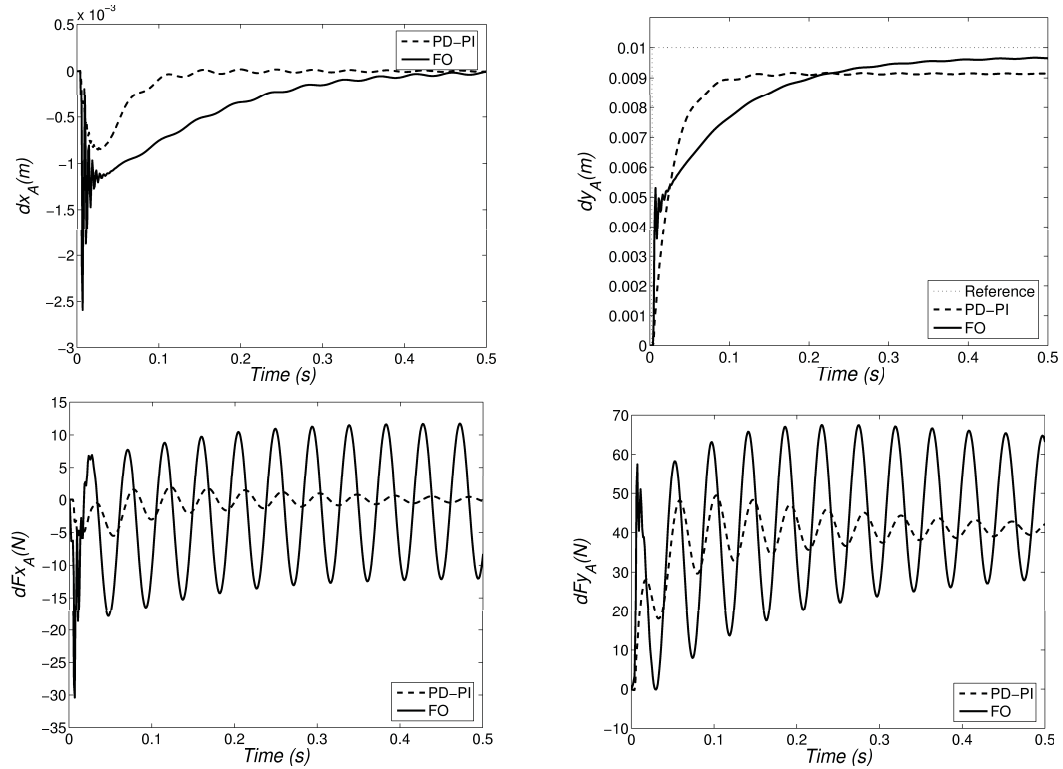 x 10⁻³
0.5
0
−0.5
−1
−1.5
−2
−2.5
−3
0 0.1 0.2 0.3 0.4 0.5
dx_A(m)
Time (s)
PD−PI
FO
0.01
0.009
0.008
0.007
0.006
0.005
0.004
0.003
0.002
0.001
0
0 0.1 0.2 0.3 0.4 0.5
dy_A(m)
Time (s)
Reference
PD−PI
FO
15
10
5
0
−5
−10
−15
−20
−25
−30
−35
0 0.1 0.2 0.3 0.4 0.5
dFx_A(N)
Time (s)
PD−PI
FO
70
60
50
40
30
20
10
0
−10
0 0.1 0.2 0.3 0.4 0.5
dFy_A(N)
Time (s)
PD−PI
FO